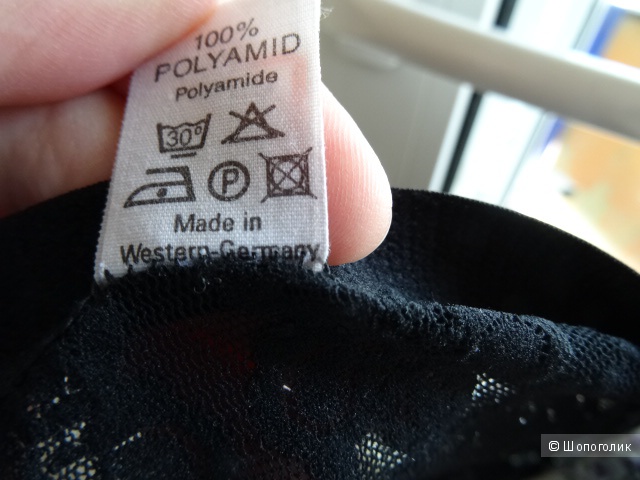 100%
POLYAMID
Polyamide
30°
P
Made in
Western-Germany
© Шопоголик